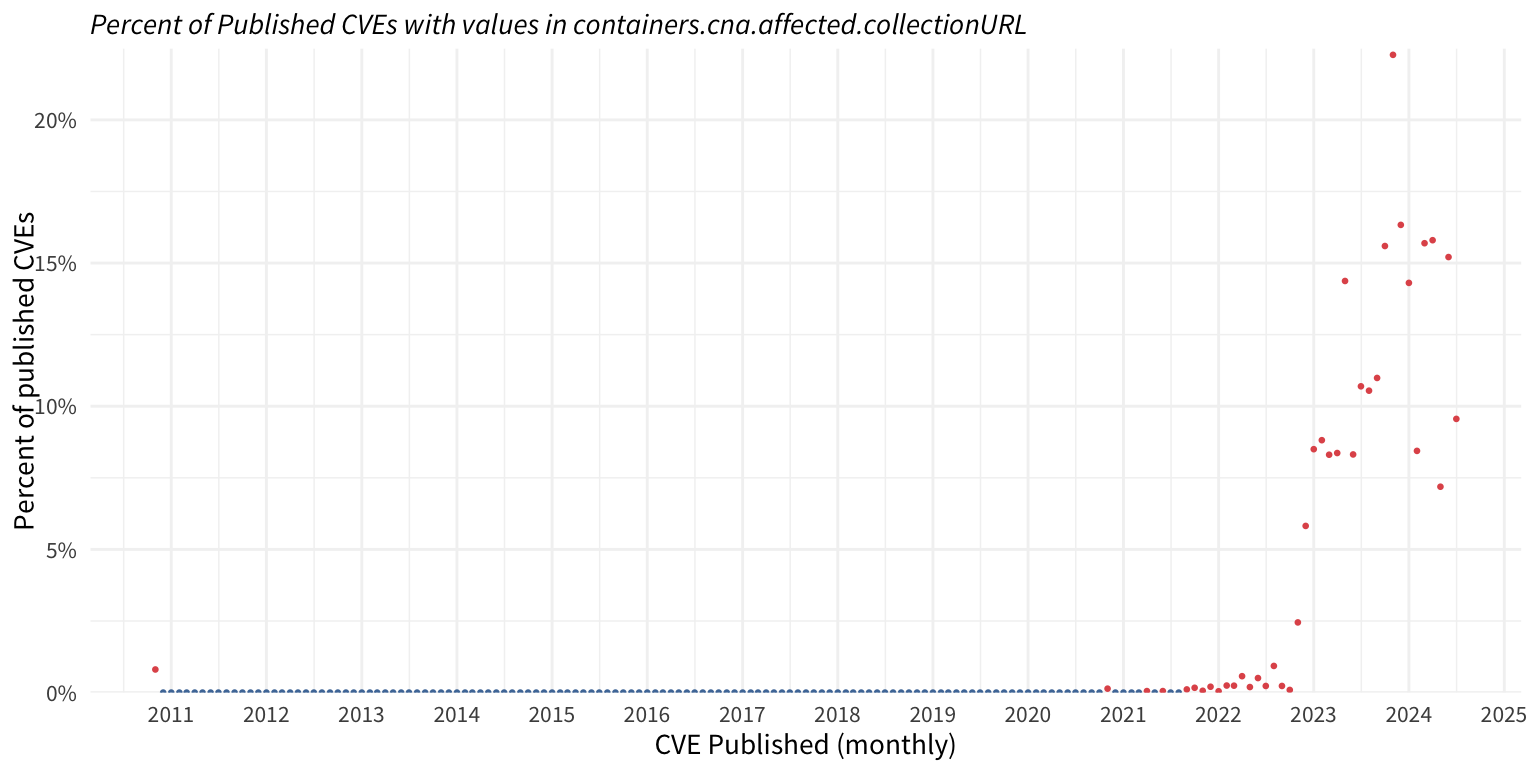 Percent of Published CVEs with values in containers.cna.affected.collectionURL
Percent of published CVEs
20%
15%
10%
5%
0%
2011 2012 2013 2014 2015 2016 2017 2018 2019 2020 2021 2022 2023 2024 2025
CVE Published (monthly)